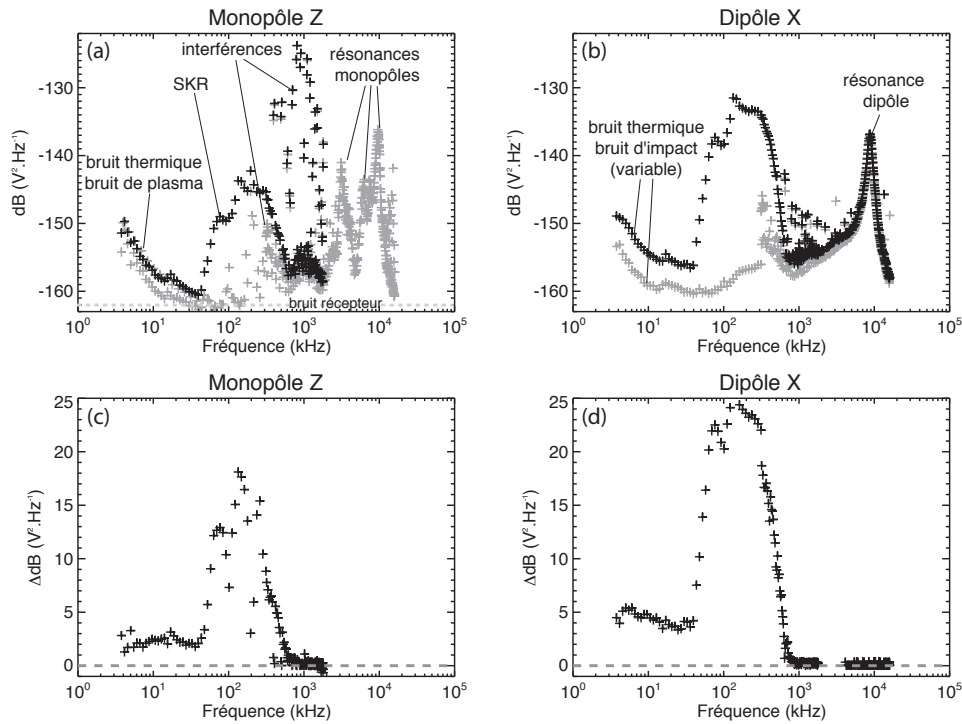 Monopôle Z
(a)
interférences
SKR
résonances
monopôles
bruit thermique
bruit de plasma
bruit récepteur
dB (V².Hz⁻¹)
-130
-140
-150
-160
10⁰ 10¹ 10² 10³ 10⁴ 10⁵
Fréquence (kHz)
Dipôle X
(b)
résonance
dipôle
bruit thermique
bruit d'impact
(variable)
dB (V².Hz⁻¹)
-130
-140
-150
-160
10⁰ 10¹ 10² 10³ 10⁴ 10⁵
Fréquence (kHz)
Monopôle Z
(c)
ΔdB (V².Hz⁻¹)
25
20
15
10
5
0
10⁰ 10¹ 10² 10³ 10⁴ 10⁵
Fréquence (kHz)
Dipôle X
(d)
ΔdB (V².Hz⁻¹)
25
20
15
10
5
0
10⁰ 10¹ 10² 10³ 10⁴ 10⁵
Fréquence (kHz)